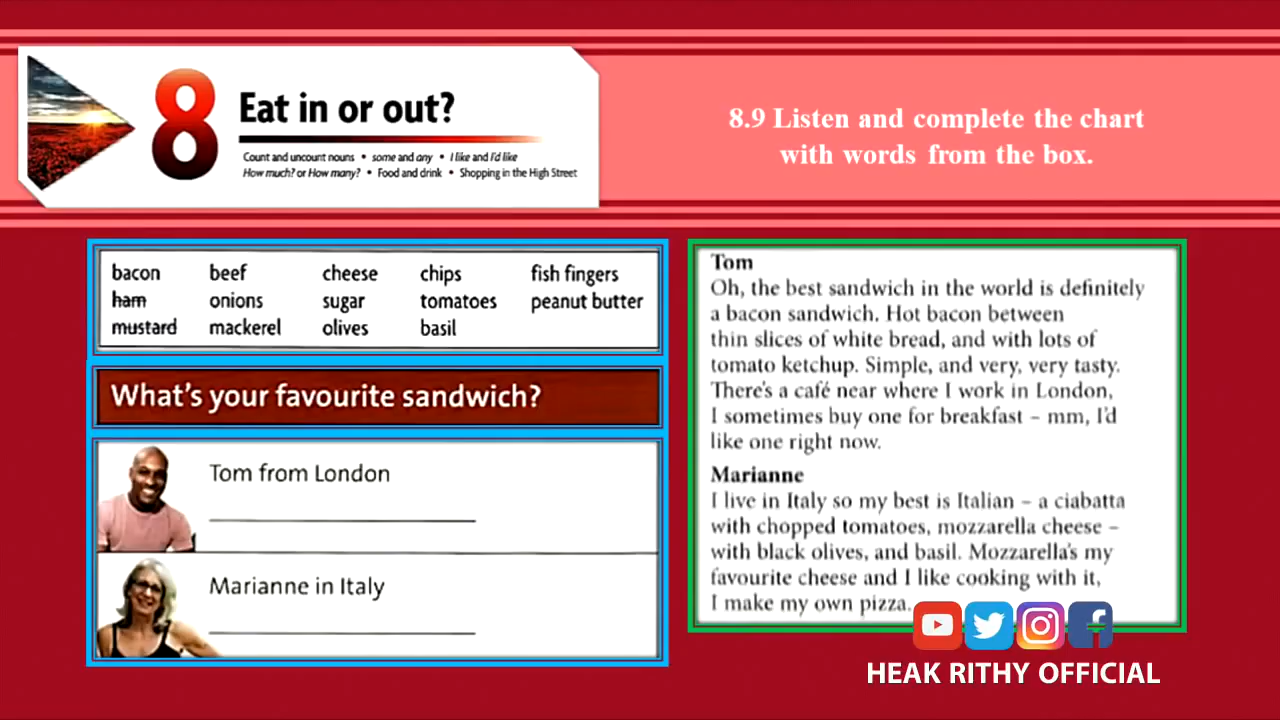 8
Eat in or out?
Count and uncount nouns • some and any • I like and I'd like
How much? or How many? • Food and drink • Shopping in the High Street
8.9 Listen and complete the chart
with words from the box.
bacon beef cheese chips fish fingers
ham onions sugar tomatoes peanut butter
mustard mackerel olives basil
What's your favourite sandwich?
Tom from London
Marianne in Italy
Tom
Oh, the best sandwich in the world is definitely
a bacon sandwich. Hot bacon between
thin slices of white bread, and with lots of
tomato ketchup. Simple, and very, very tasty.
There's a café near where I work in London,
I sometimes buy one for breakfast – mm, I'd
like one right now.
Marianne
I live in Italy so my best is Italian – a ciabatta
with chopped tomatoes, mozzarella cheese –
with black olives, and basil. Mozzarella's my
favourite cheese and I like cooking with it,
I make my own pizza.
HEAK RITHY OFFICIAL